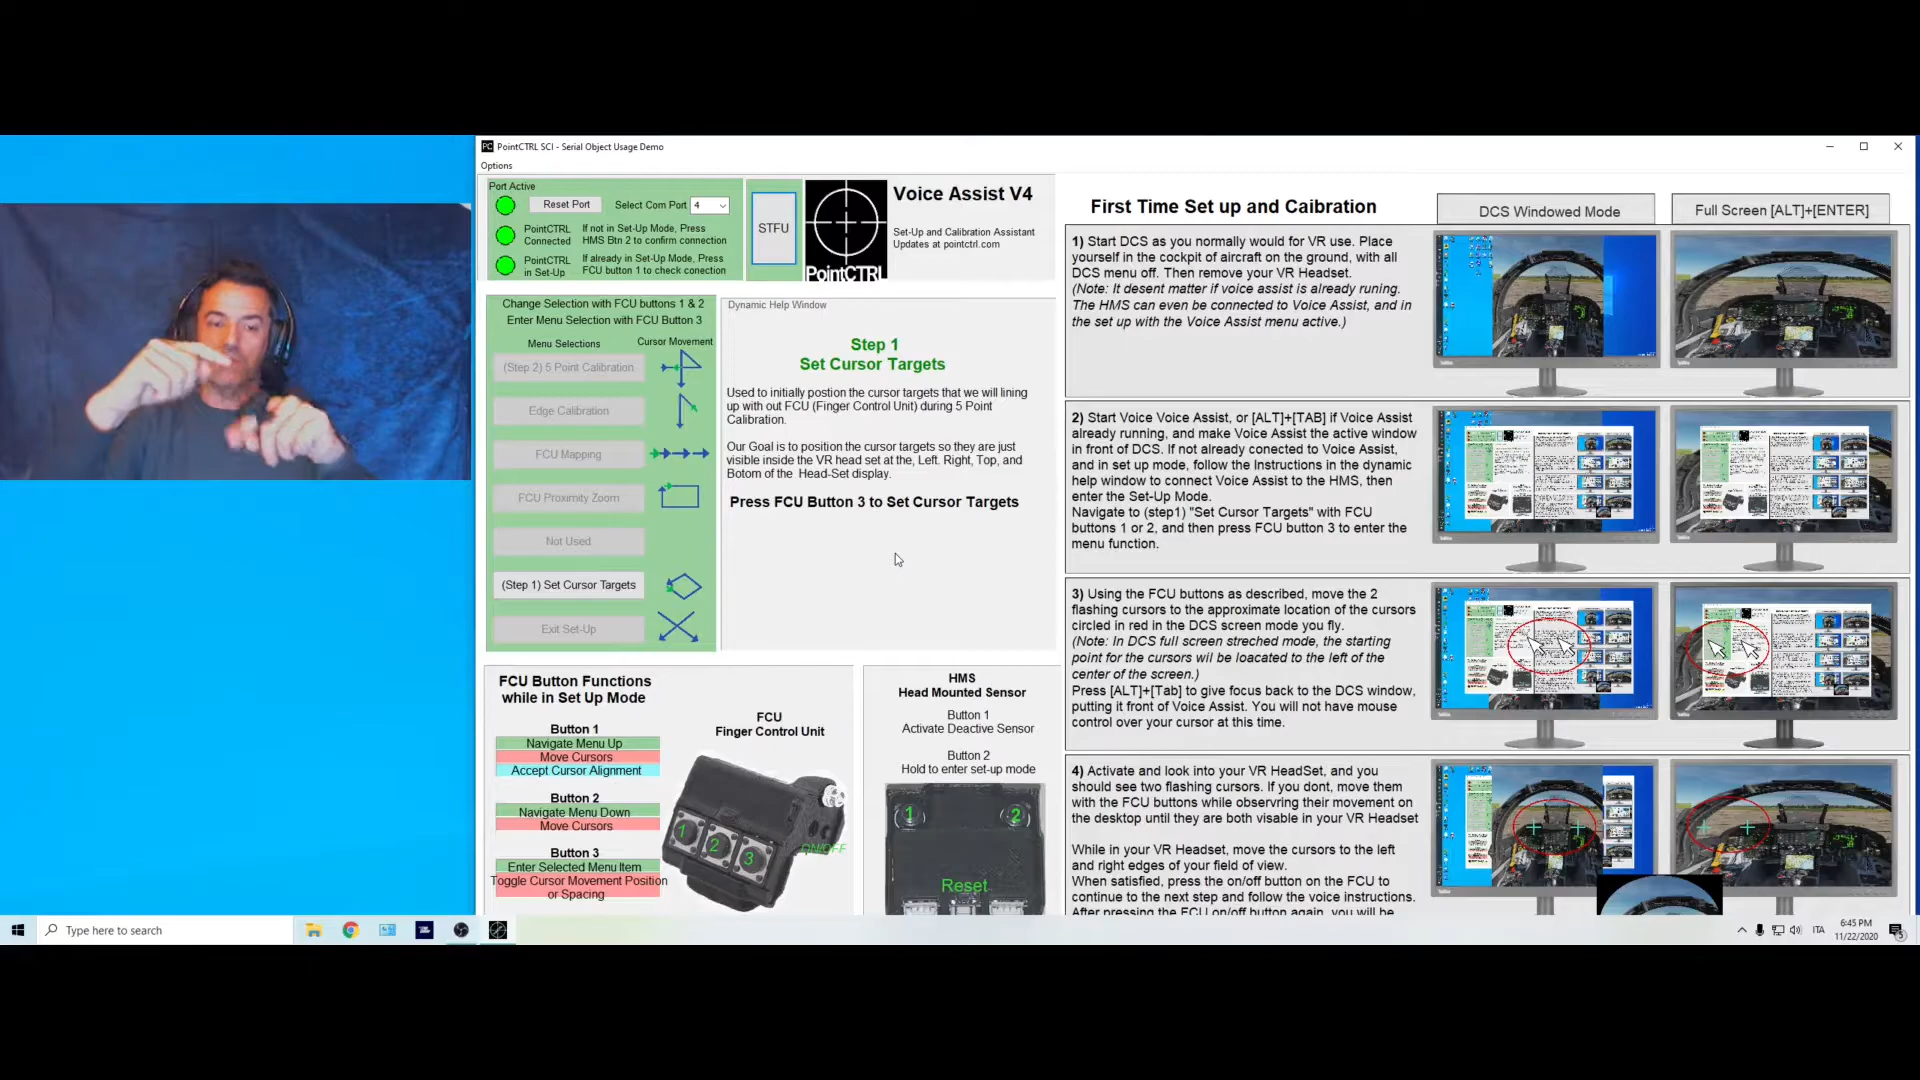 PointCTRL SCI - Serial Object Usage Demo
Options
Port Active
Reset Port
Select Com Port
4
PointCTRL
Connected
If not in Set-Up Mode, Press
HMS Btn 2 to confirm connection
PointCTRL
in Set-Up
If already in Set-Up Mode, Press
FCU button 1 to check conection
STFU
PointCTRL
Voice Assist V4
Set-Up and Calibration Assistant
Updates at pointctrl.com
Change Selection with FCU buttons 1 & 2
Enter Menu Selection with FCU Button 3
Menu Selections
Cursor Movement
(Step 2) 5 Point Calibration
Edge Calibration
FCU Mapping
FCU Proximity Zoom
Not Used
(Step 1) Set Cursor Targets
Exit Set-Up
Dynamic Help Window
Step 1
Set Cursor Targets
Used to initially postion the cursor targets that we will lining
up with out FCU (Finger Control Unit) during 5 Point
Calibration.
Our Goal is to position the cursor targets so they are just
visible inside the VR head set at the, Left. Right, Top, and
Botom of the Head-Set display.
Press FCU Button 3 to Set Cursor Targets
FCU Button Functions
while in Set Up Mode
Button 1
Navigate Menu Up
Move Cursors
Accept Cursor Alignment
Button 2
Navigate Menu Down
Move Cursors
Button 3
Enter Selected Menu Item
Toggle Cursor Movement Position
or Spacing
FCU
Finger Control Unit
1
2
3
ON/OFF
HMS
Head Mounted Sensor
Button 1
Activate Deactive Sensor
Button 2
Hold to enter set-up mode
1
2
Reset
First Time Set up and Caibration
DCS Windowed Mode
Full Screen [ALT]+[ENTER]
1) Start DCS as you normally would for VR use. Place
yourself in the cockpit of aircraft on the ground, with all
DCS menu off. Then remove your VR Headset.
(Note: It desent matter if voice assist is already runing.
The HMS can even be connected to Voice Assist, and in
the set up with the Voice Assist menu active.)
2) Start Voice Voice Assist, or [ALT]+[TAB] if Voice Assist
already running, and make Voice Assist the active window
in front of DCS. If not already conected to Voice Assist,
and in set up mode, follow the Instructions in the dynamic
help window to connect Voice Assist to the HMS, then
enter the Set-Up Mode.
Navigate to (step1) "Set Cursor Targets" with FCU
buttons 1 or 2, and then press FCU button 3 to enter the
menu function.
3) Using the FCU buttons as described, move the 2
flashing cursors to the approximate location of the cursors
circled in red in the DCS screen mode you fly.
(Note: In DCS full screen streched mode, the starting
point for the cursors wil be loacated to the left of the
center of the screen.)
Press [ALT]+[Tab] to give focus back to the DCS window,
putting it front of Voice Assist. You will not have mouse
control over your cursor at this time.
4) Activate and look into your VR HeadSet, and you
should see two flashing cursors. If you dont, move them
with the FCU buttons while observring their movement on
the desktop until they are both visable in your VR Headset
While in your VR Headset, move the cursors to the left
and right edges of your field of view.
When satisfied, press the on/off button on the FCU to
continue to the next step and follow the voice instructions.
After pressing the FCU on/off button again, you will be
Type here to search
ITA
6:45 PM
11/22/2020
5